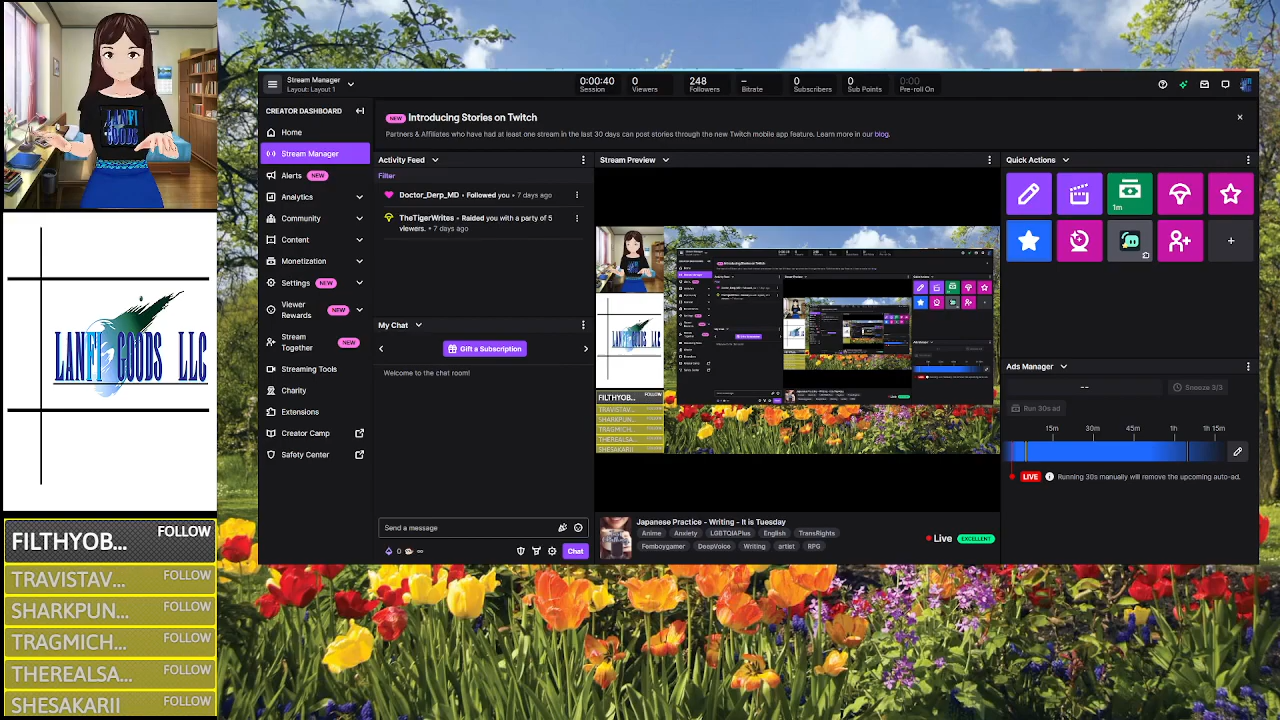 Stream Manager
Layout: Layout 1
0:00:40
Session
0
Viewers
248
Followers
–
Bitrate
0
Subscribers
0
Sub Points
0:00
Pre-roll On
CREATOR DASHBOARD
Home
Stream Manager
Alerts NEW
Analytics
Community
Content
Monetization
Settings NEW
Viewer Rewards NEW
Stream Together NEW
Streaming Tools
Charity
Extensions
Creator Camp
Safety Center
NEW Introducing Stories on Twitch
Partners & Affiliates who have had at least one stream in the last 30 days can post stories through the new Twitch mobile app feature. Learn more in our blog.
Activity Feed
Filter
Doctor_Derp_MD • Followed you • 7 days ago
TheTigerWrites • Raided you with a party of 5
viewers. • 7 days ago
My Chat
Gift a Subscription
Welcome to the chat room!
Send a message
0
Chat
Stream Preview
Japanese Practice - Writing - It is Tuesday
Anime Anxiety LGBTQIAPlus English TransRights
Femboygamer DeepVoice Writing artist RPG
Live EXCELLENT
Quick Actions
1m
Ads Manager
--
Snooze 3/3
Run 30s ad
15m 30m 45m 1h 1h 15m
LIVE Running 30s manually will remove the upcoming auto-ad.
LANFI GOODS LLC
FILTHYOB... FOLLOW
TRAVISTAV... FOLLOW
SHARKPUN... FOLLOW
TRAGMICH... FOLLOW
THEREALSA... FOLLOW
SHESAKARII FOLLOW